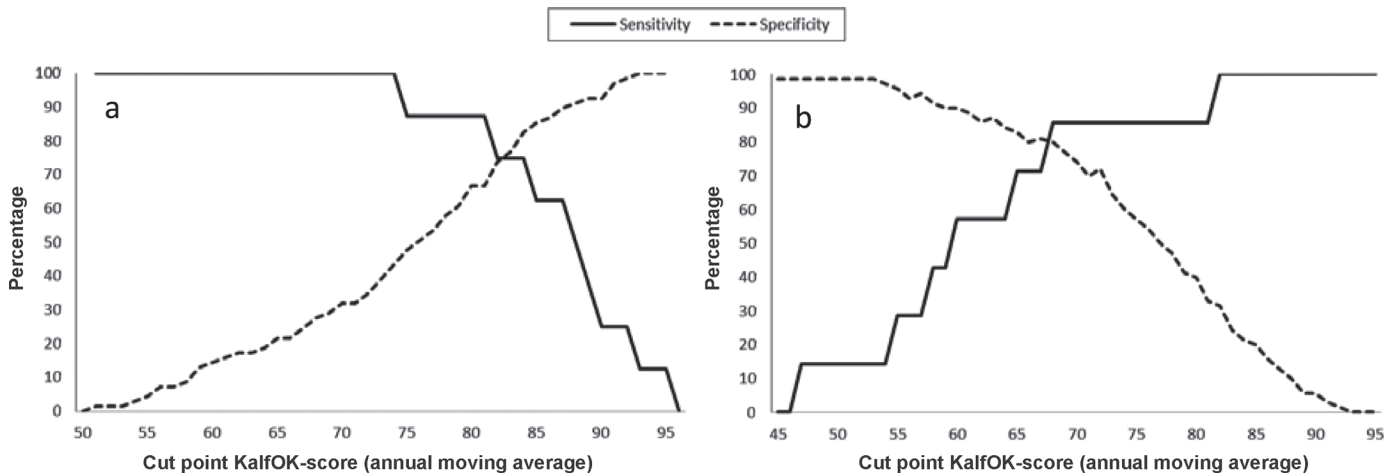 Sensitivity Specificity
a
100
90
80
70
60
50
40
30
20
10
0
Percentage
50 55 60 65 70 75 80 85 90 95
Cut point KalfOK-score (annual moving average)
b
100
90
80
70
60
50
40
30
20
10
0
Percentage
45 50 55 60 65 70 75 80 85 90 95
Cut point KalfOK-score (annual moving average)